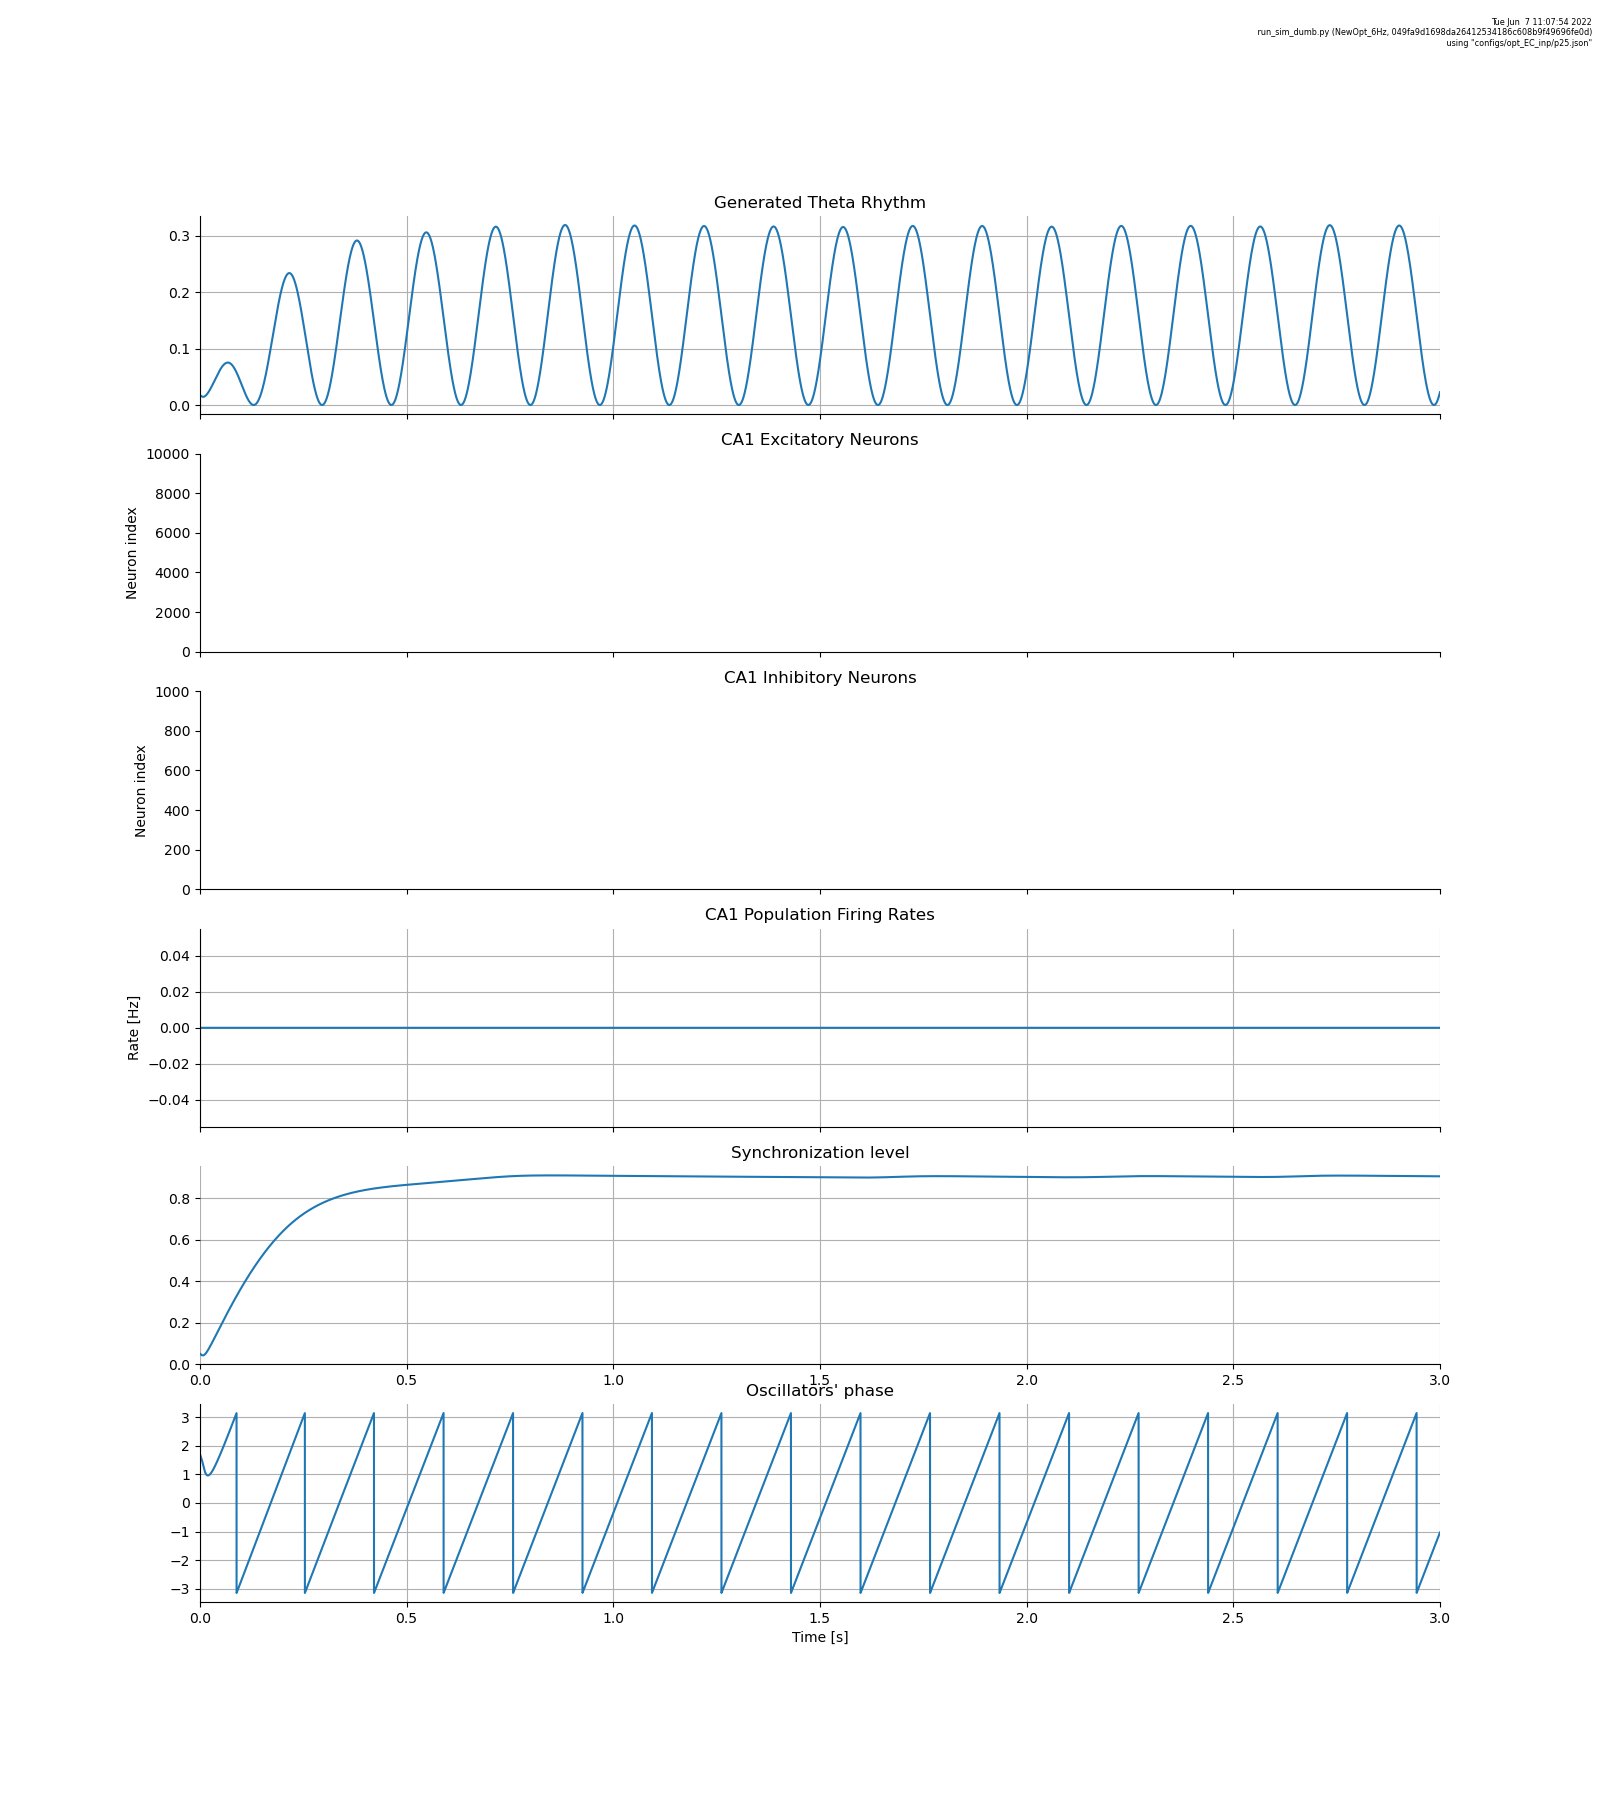 Tue Jun  7 11:07:54 2022
run_sim_dumb.py (NewOpt_6Hz, 049fa9d1698da26412534186c608b9f49696fe0d)
using "configs/opt_EC_inp/p25.json"
Generated Theta Rhythm
0.3
0.2
0.1
0.0
CA1 Excitatory Neurons
Neuron index
10000
8000
6000
4000
2000
0
CA1 Inhibitory Neurons
Neuron index
1000
800
600
400
200
0
CA1 Population Firing Rates
Rate [Hz]
0.04
0.02
0.00
−0.02
−0.04
Synchronization level
0.8
0.6
0.4
0.2
0.0
0.0 0.5 1.0 1.5 2.0 2.5 3.0
Oscillators' phase
3
2
1
0
−1
−2
−3
0.0 0.5 1.0 1.5 2.0 2.5 3.0
Time [s]